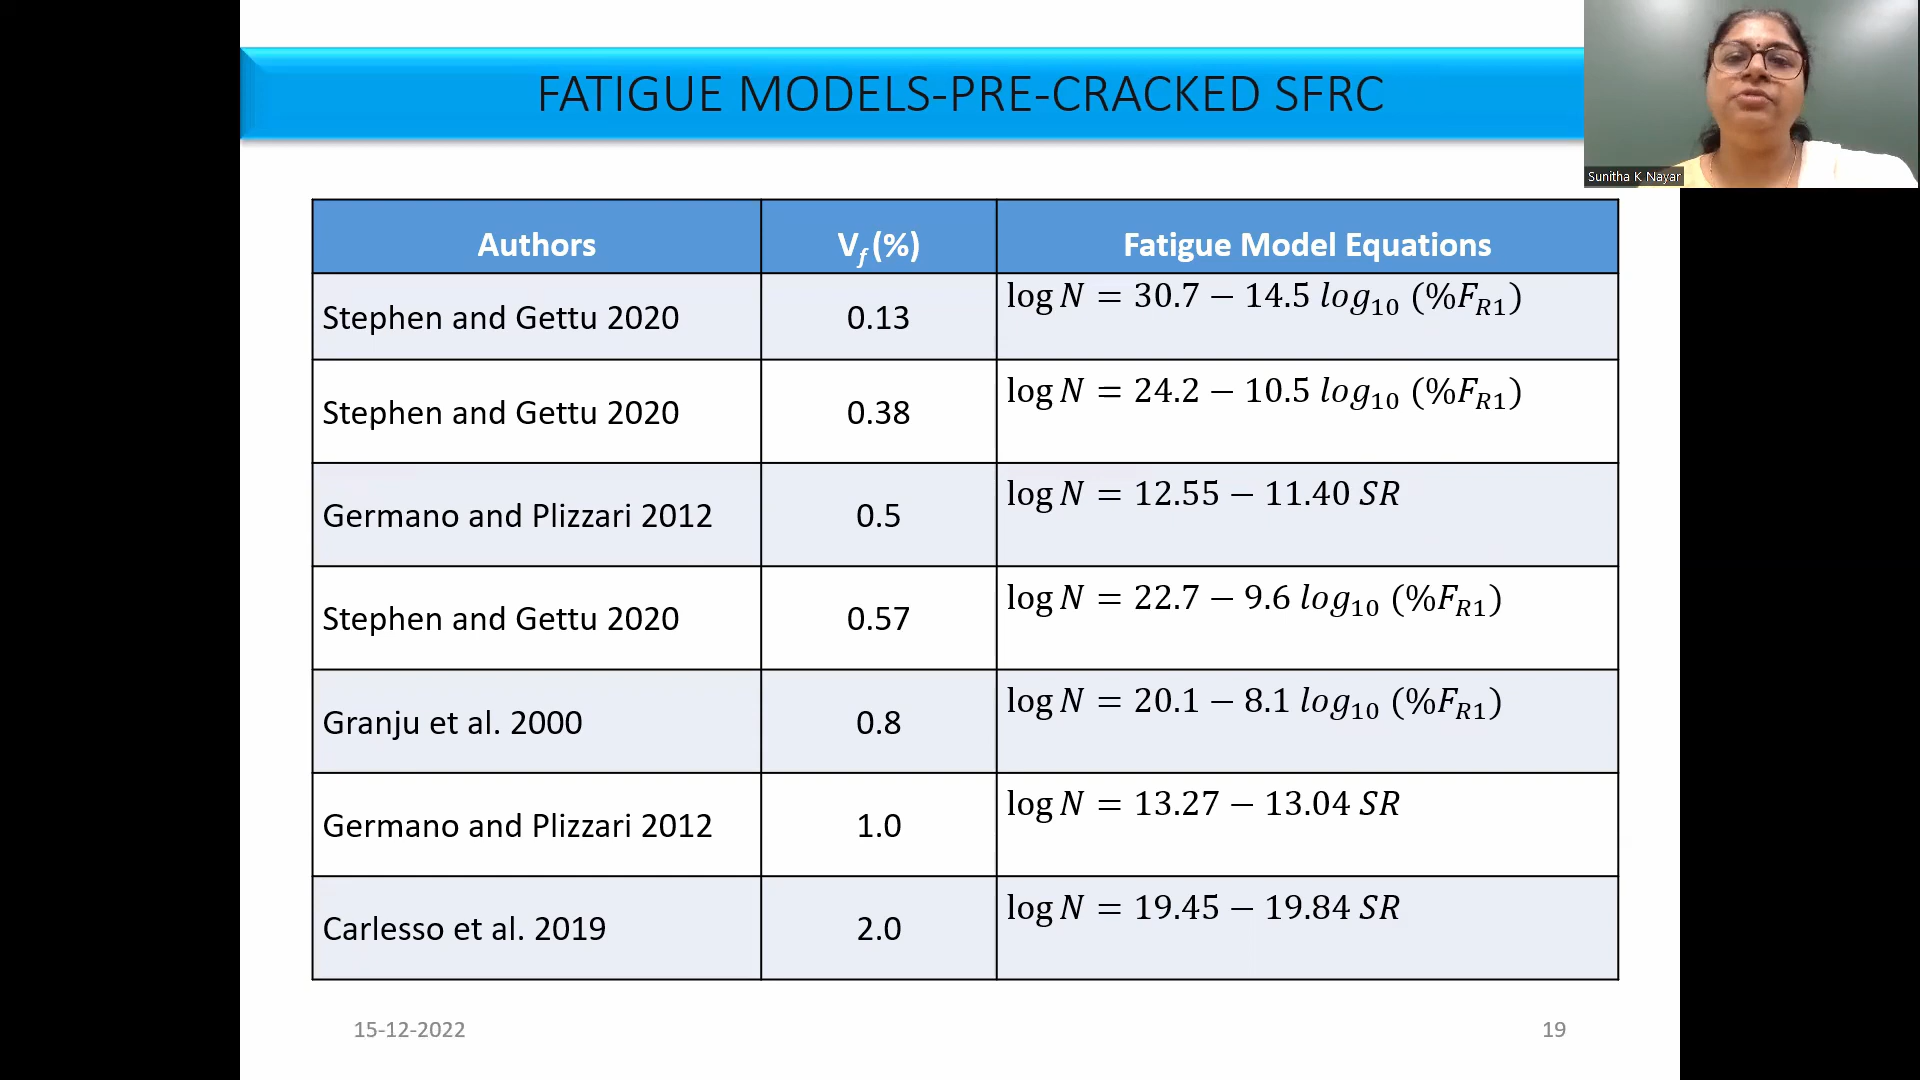 FATIGUE MODELS-PRE-CRACKED SFRC
Sunitha K Nayar
Authors V_f (%) Fatigue Model Equations
Stephen and Gettu 2020 0.13 log N = 30.7 − 14.5 log₁₀ (%F_R1)
Stephen and Gettu 2020 0.38 log N = 24.2 − 10.5 log₁₀ (%F_R1)
Germano and Plizzari 2012 0.5 log N = 12.55 − 11.40 SR
Stephen and Gettu 2020 0.57 log N = 22.7 − 9.6 log₁₀ (%F_R1)
Granju et al. 2000 0.8 log N = 20.1 − 8.1 log₁₀ (%F_R1)
Germano and Plizzari 2012 1.0 log N = 13.27 − 13.04 SR
Carlesso et al. 2019 2.0 log N = 19.45 − 19.84 SR
15-12-2022 19